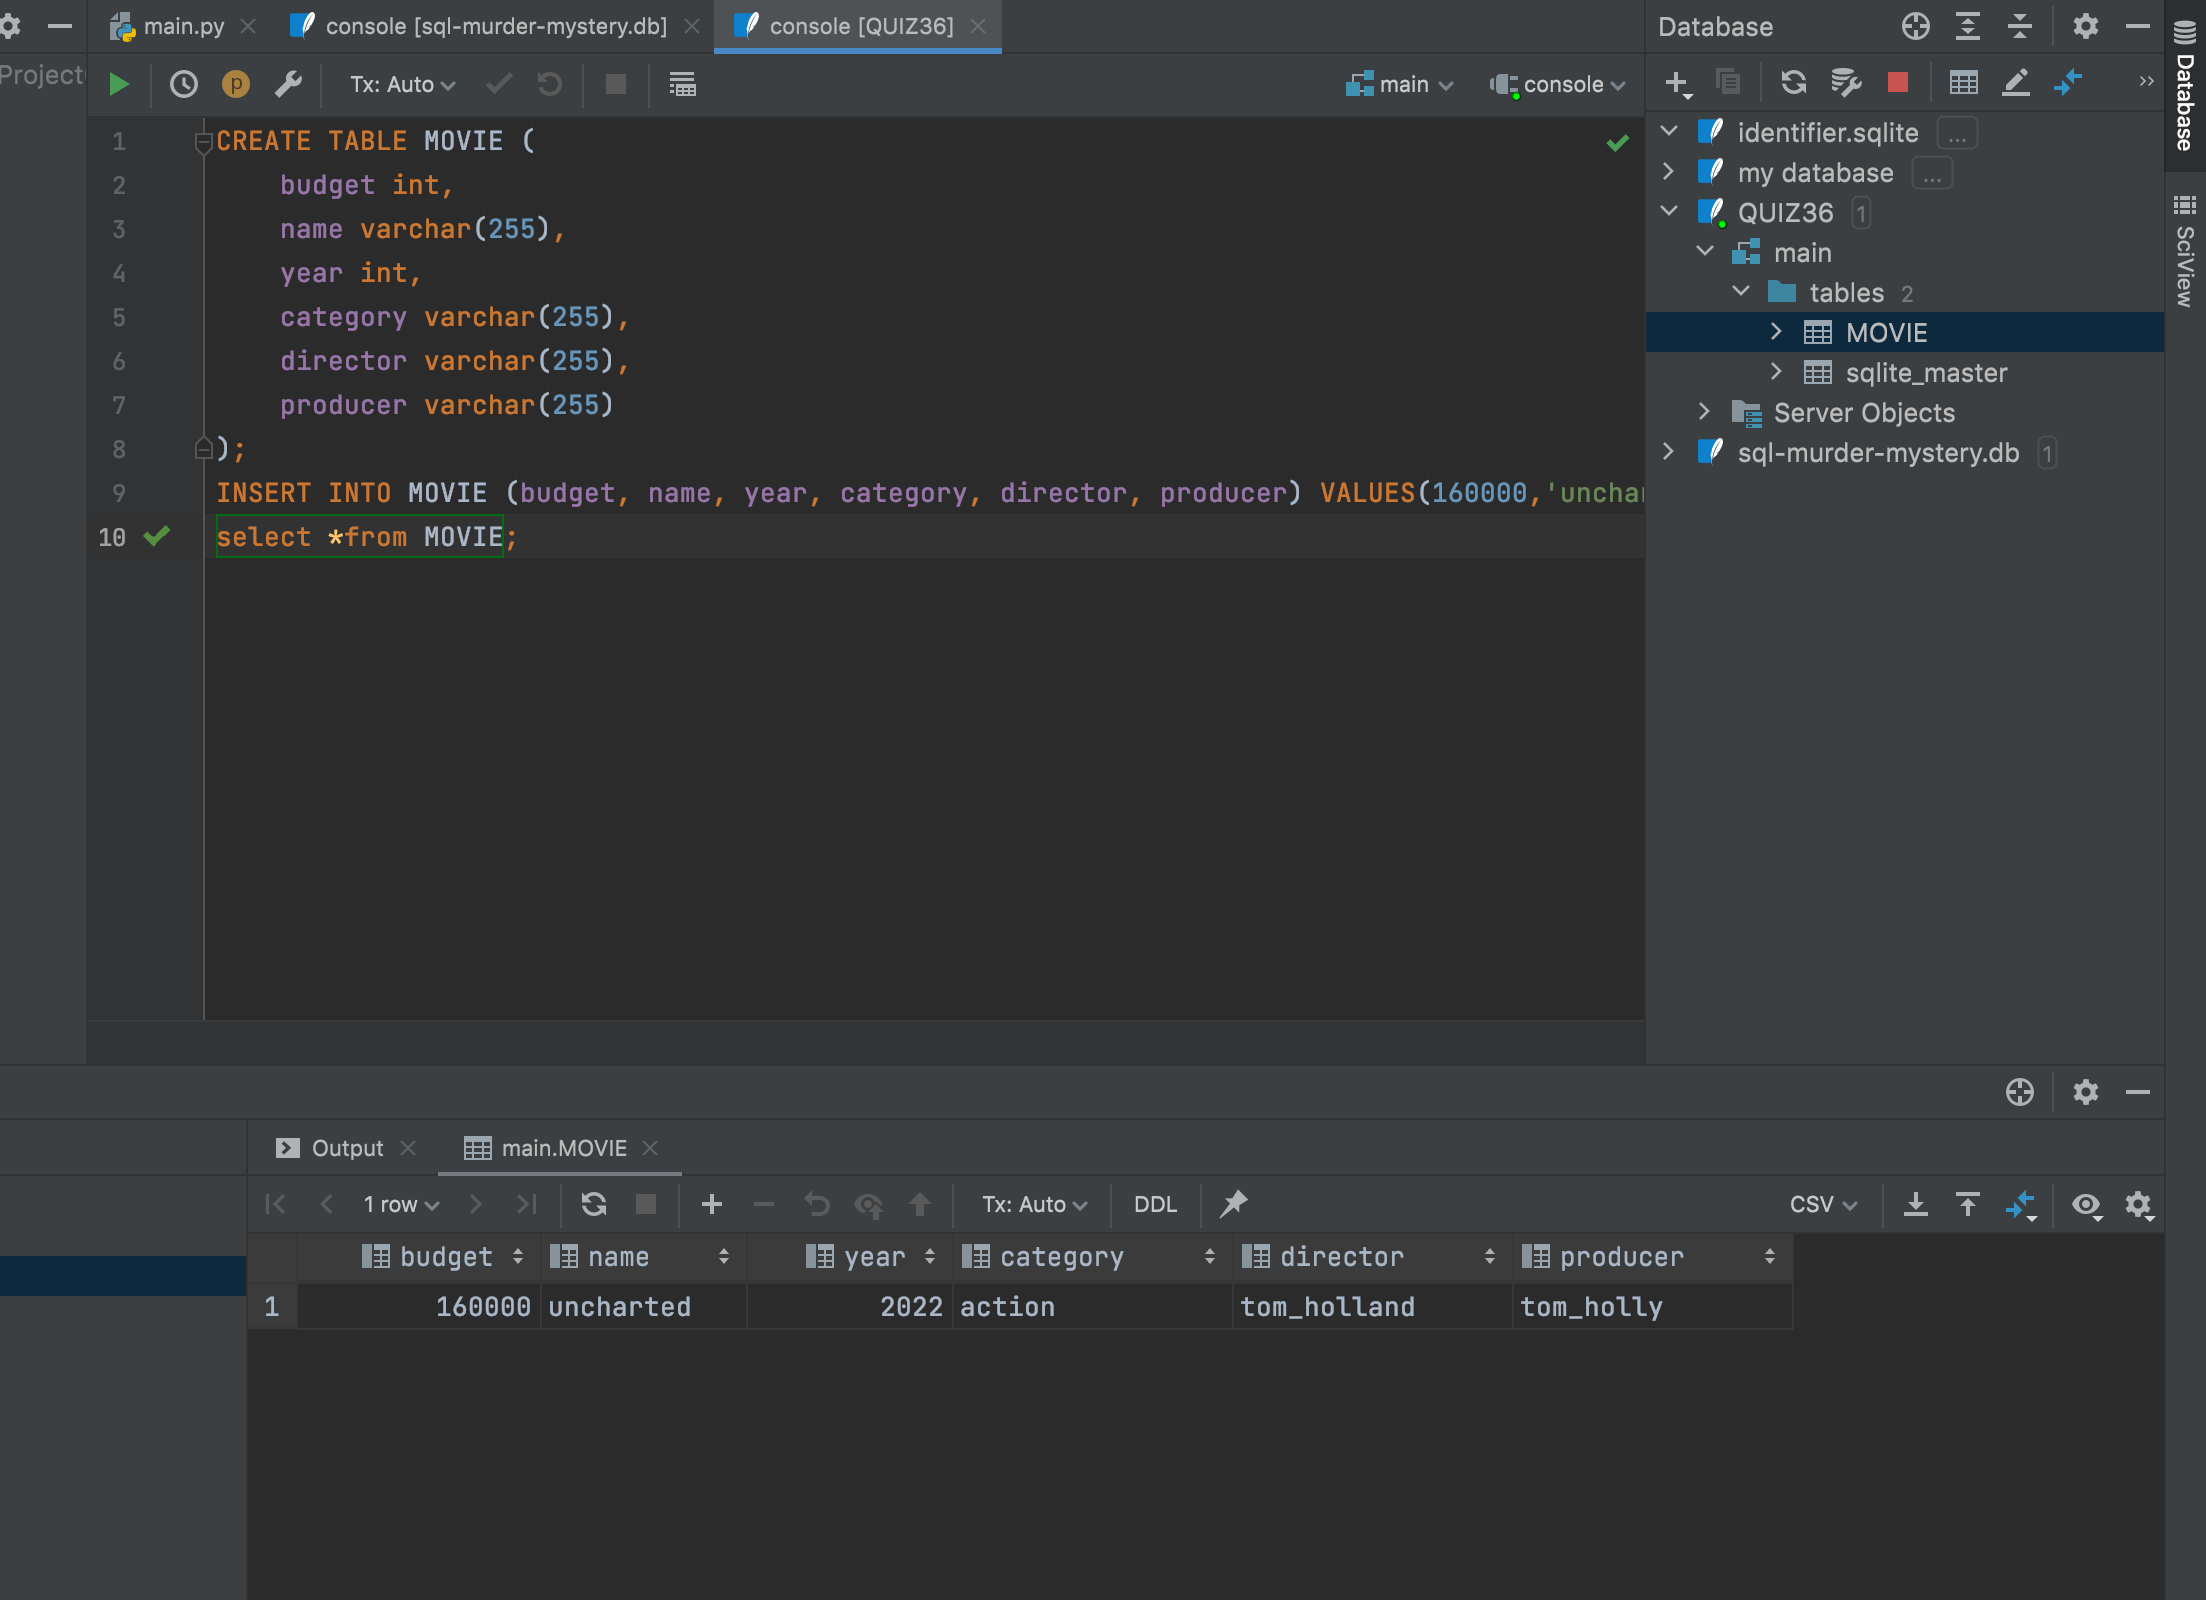 main.py
console [sql-murder-mystery.db]
console [QUIZ36]
Database
Project
p
Tx: Auto
main
console
1 CREATE TABLE MOVIE (
2 budget int,
3 name varchar(255),
4 year int,
5 category varchar(255),
6 director varchar(255),
7 producer varchar(255)
8 );
9 INSERT INTO MOVIE (budget, name, year, category, director, producer) VALUES(160000,'unchar
10 select *from MOVIE;
identifier.sqlite ...
my database ...
QUIZ36 1
main
tables 2
MOVIE
sqlite_master
Server Objects
sql-murder-mystery.db 1
Database
SciView
Output
main.MOVIE
1 row
Tx: Auto
DDL
CSV
budget name year category director producer
1 160000 uncharted 2022 action tom_holland tom_holly